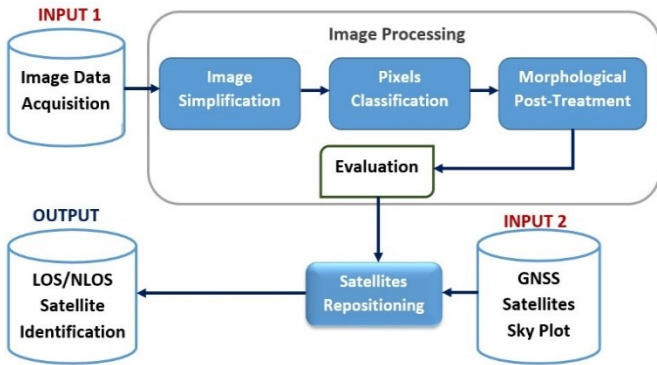 INPUT 1
Image Data
Acquisition
Image Processing
Image
Simplification
Pixels
Classification
Morphological
Post-Treatment
Evaluation
OUTPUT
LOS/NLOS
Satellite
Identification
Satellites
Repositioning
INPUT 2
GNSS
Satellites
Sky Plot